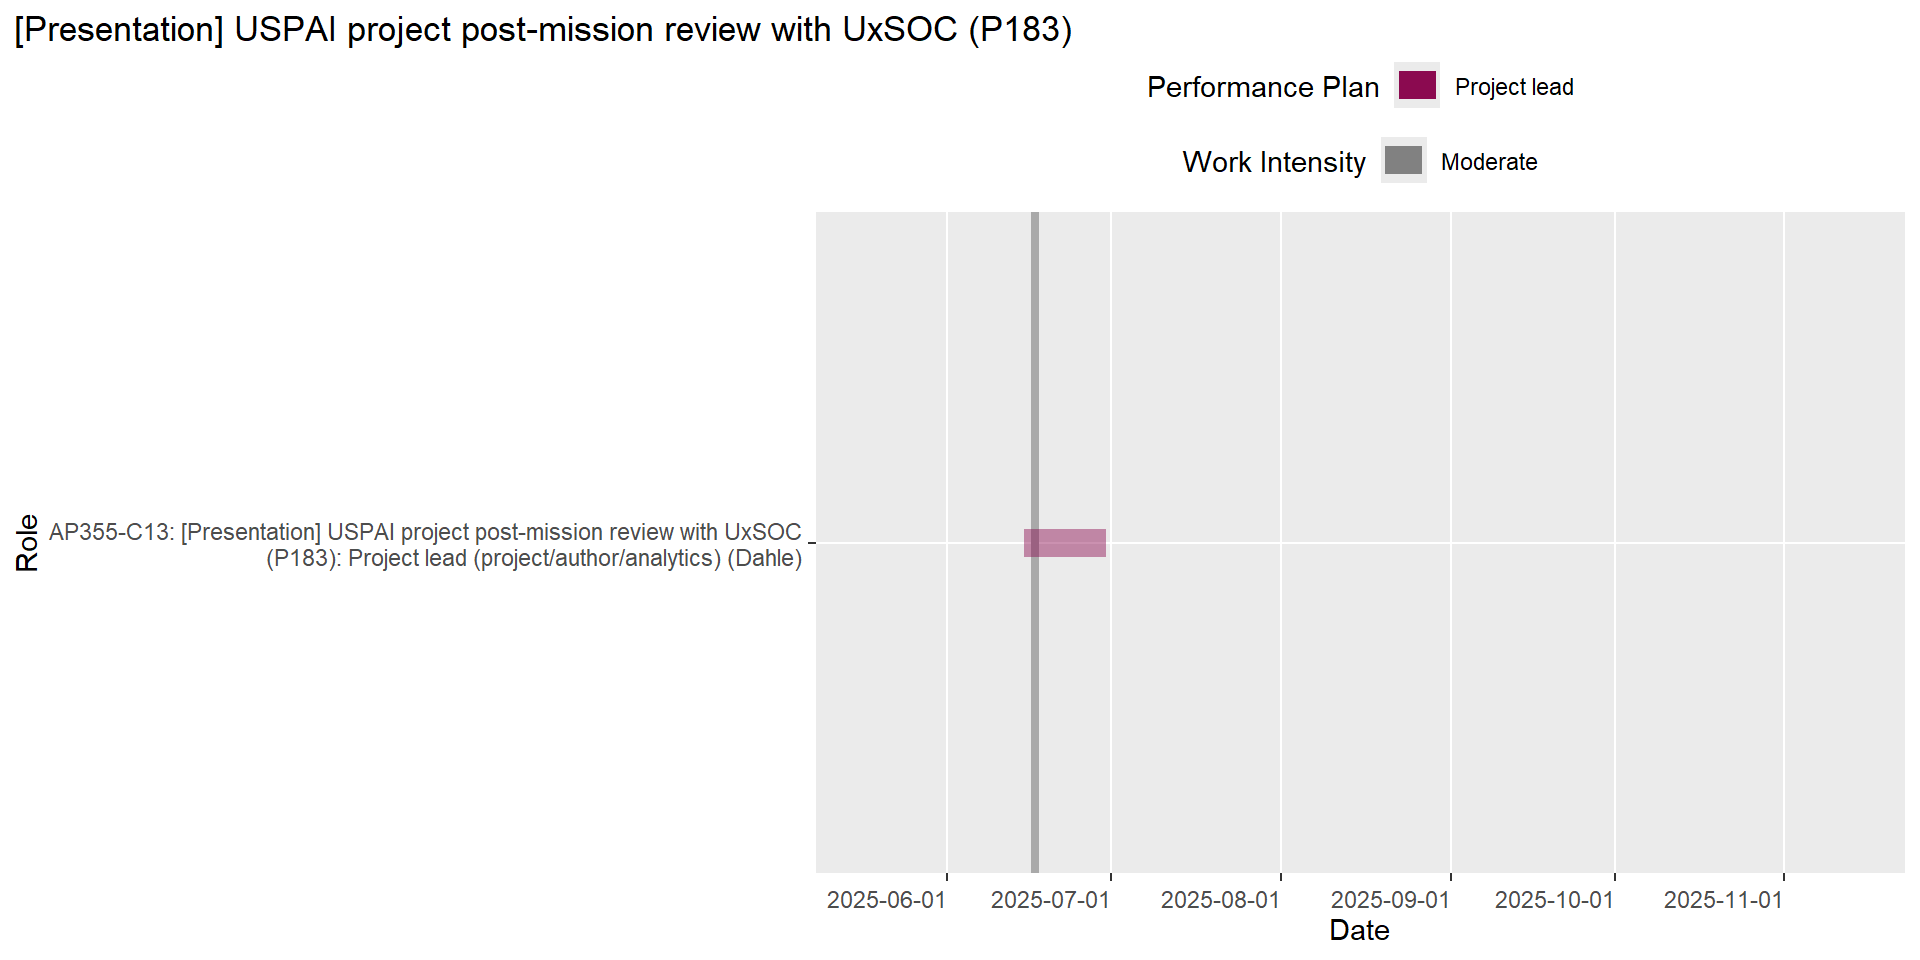 [Presentation] USPAI project post-mission review with UxSOC (P183)
Performance Plan
Project lead
Work Intensity
Moderate
Role
AP355-C13: [Presentation] USPAI project post-mission review with UxSOC
(P183): Project lead (project/author/analytics) (Dahle)
2025-06-01
2025-07-01
2025-08-01
2025-09-01
2025-10-01
2025-11-01
Date